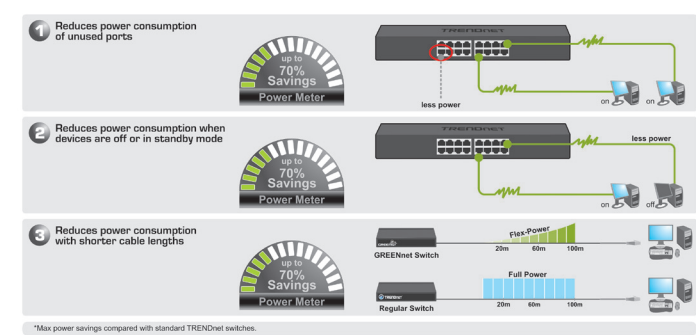 1 Reduces power consumption
of unused ports
up to
70%
Savings
Power Meter
TRENDNET
less power
on
on
2 Reduces power consumption when
devices are off or in standby mode
up to
70%
Savings
Power Meter
TRENDNET
less power
on
off
3 Reduces power consumption
with shorter cable lengths
up to
70%
Savings
Power Meter
Flex-Power
20m 60m 100m
GREENnet Switch
Full Power
TRENDNET
20m 60m 100m
Regular Switch
*Max power savings compared with standard TRENDnet switches.